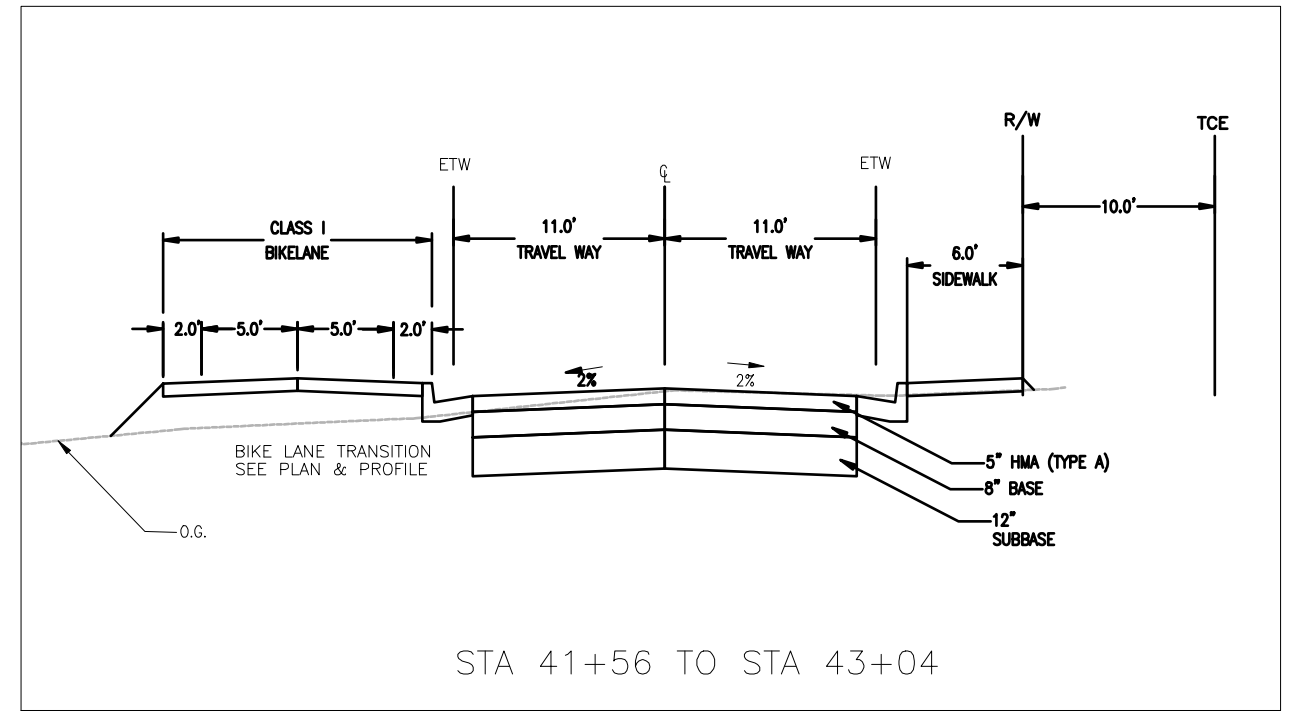 R/W
TCE
ETW
℄
ETW
10.0'
CLASS I
BIKELANE
11.0'
TRAVEL WAY
11.0'
TRAVEL WAY
6.0'
SIDEWALK
2.0' 5.0' 5.0' 2.0'
2%
2%
BIKE LANE TRANSITION
SEE PLAN & PROFILE
5" HMA (TYPE A)
8" BASE
12"
SUBBASE
O.G.
STA 41+56 TO STA 43+04